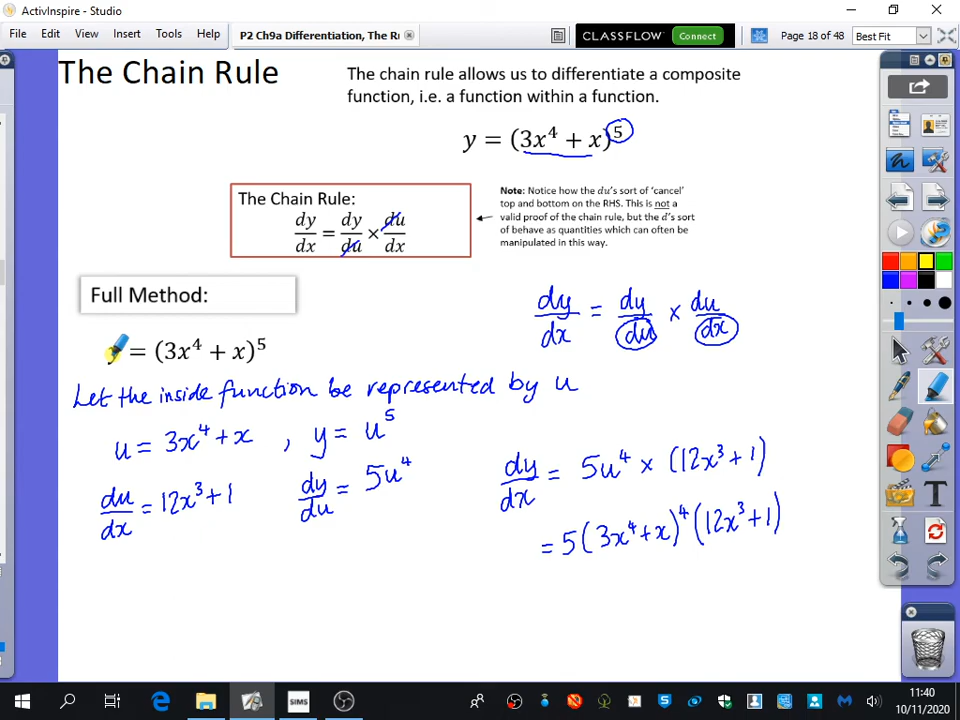 ActivInspire - Studio
File Edit View Insert Tools Help
P2 Ch9a Differentiation, The R
CLASSFLOW Connect
Page 18 of 48
Best Fit
The Chain Rule
The chain rule allows us to differentiate a composite
function, i.e. a function within a function.
y = (3x⁴ + x)⁵
The Chain Rule:
dy/dx = dy/du × du/dx
Note: Notice how the du's sort of 'cancel'
top and bottom on the RHS. This is not a
valid proof of the chain rule, but the d's sort
of behave as quantities which can often be
manipulated in this way.
Full Method:
dy/dx = dy/du × du/dx
= (3x⁴ + x)⁵
Let the inside function be represented by u
u = 3x⁴ + x , y = u⁵
du/dx = 12x³ + 1
dy/du = 5u⁴
dy/dx = 5u⁴ × (12x³ + 1)
= 5(3x⁴ + x)⁴ (12x³ + 1)
SIMS
11:40
10/11/2020